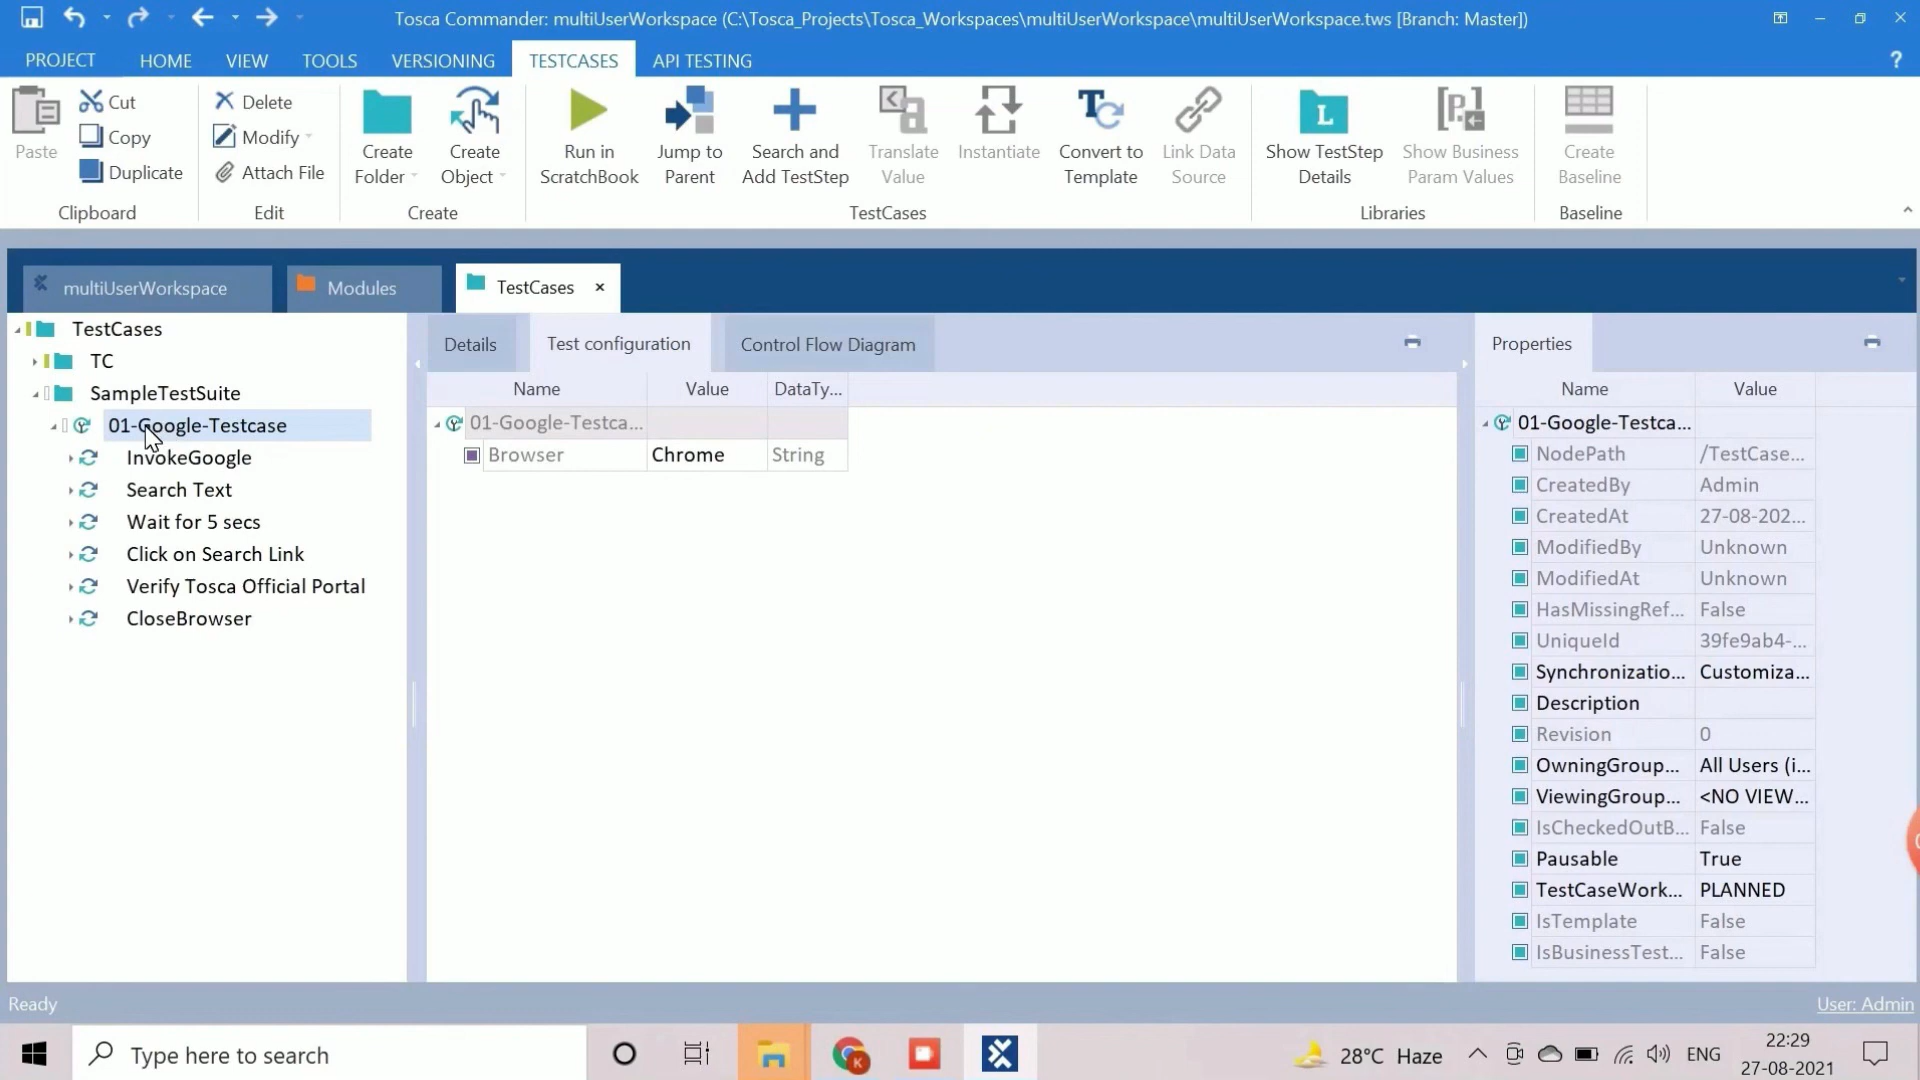 Tosca Commander: multiUserWorkspace (C:\Tosca_Projects\Tosca_Workspaces\multiUserWorkspace\multiUserWorkspace.tws [Branch: Master])
PROJECT HOME VIEW TOOLS VERSIONING TESTCASES API TESTING ?
Paste
Cut
Copy
Duplicate
Clipboard
Delete
Modify
Attach File
Edit
Create Folder
Create Object
Create
Run in ScratchBook
Jump to Parent
Search and Add TestStep
Translate Value
Instantiate
Convert to Template
Link Data Source
TestCases
Show TestStep Details
Show Business Param Values
Libraries
Create Baseline
Baseline
multiUserWorkspace Modules TestCases ×
TestCases
TC
SampleTestSuite
01-Google-Testcase
InvokeGoogle
Search Text
Wait for 5 secs
Click on Search Link
Verify Tosca Official Portal
CloseBrowser
Details Test configuration Control Flow Diagram
Name Value DataTy...
01-Google-Testca...
Browser Chrome String
Properties
Name Value
01-Google-Testca...
NodePath /TestCase...
CreatedBy Admin
CreatedAt 27-08-202...
ModifiedBy Unknown
ModifiedAt Unknown
HasMissingRef... False
UniqueId 39fe9ab4-...
Synchronizatio... Customiza...
Description
Revision 0
OwningGroup... All Users (i...
ViewingGroup... <NO VIEW...
IsCheckedOutB... False
Pausable True
TestCaseWork... PLANNED
IsTemplate False
IsBusinessTest... False
Ready User: Admin
Type here to search
28°C Haze ENG
22:29
27-08-2021